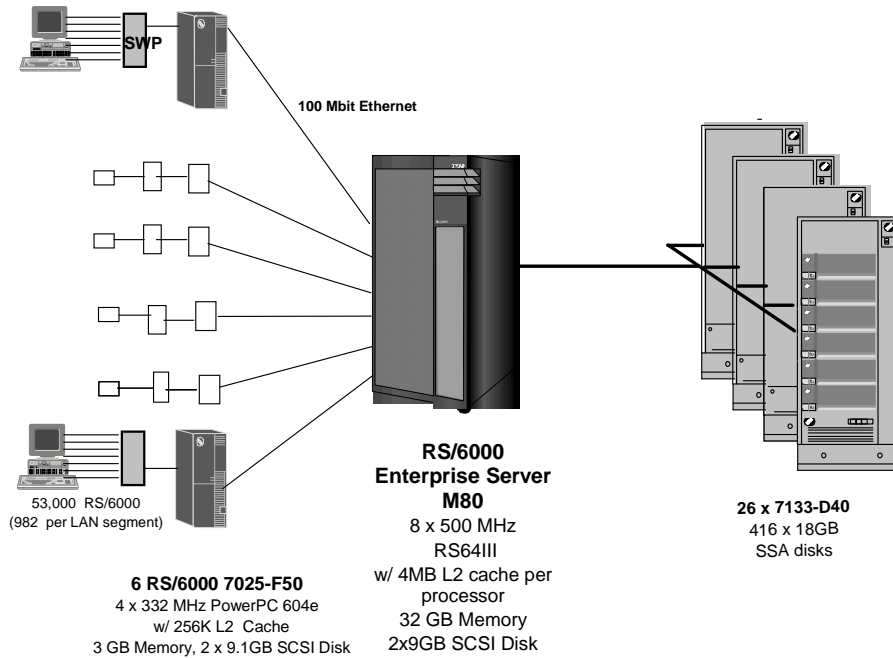 SWP
100 Mbit Ethernet
53,000 RS/6000
(982 per LAN segment)
6 RS/6000 7025-F50
4 x 332 MHz PowerPC 604e
w/ 256K L2 Cache
3 GB Memory, 2 x 9.1GB SCSI Disk
RS/6000
Enterprise Server
M80
8 x 500 MHz
RS64III
w/ 4MB L2 cache per
processor
32 GB Memory
2x9GB SCSI Disk
26 x 7133-D40
416 x 18GB
SSA disks